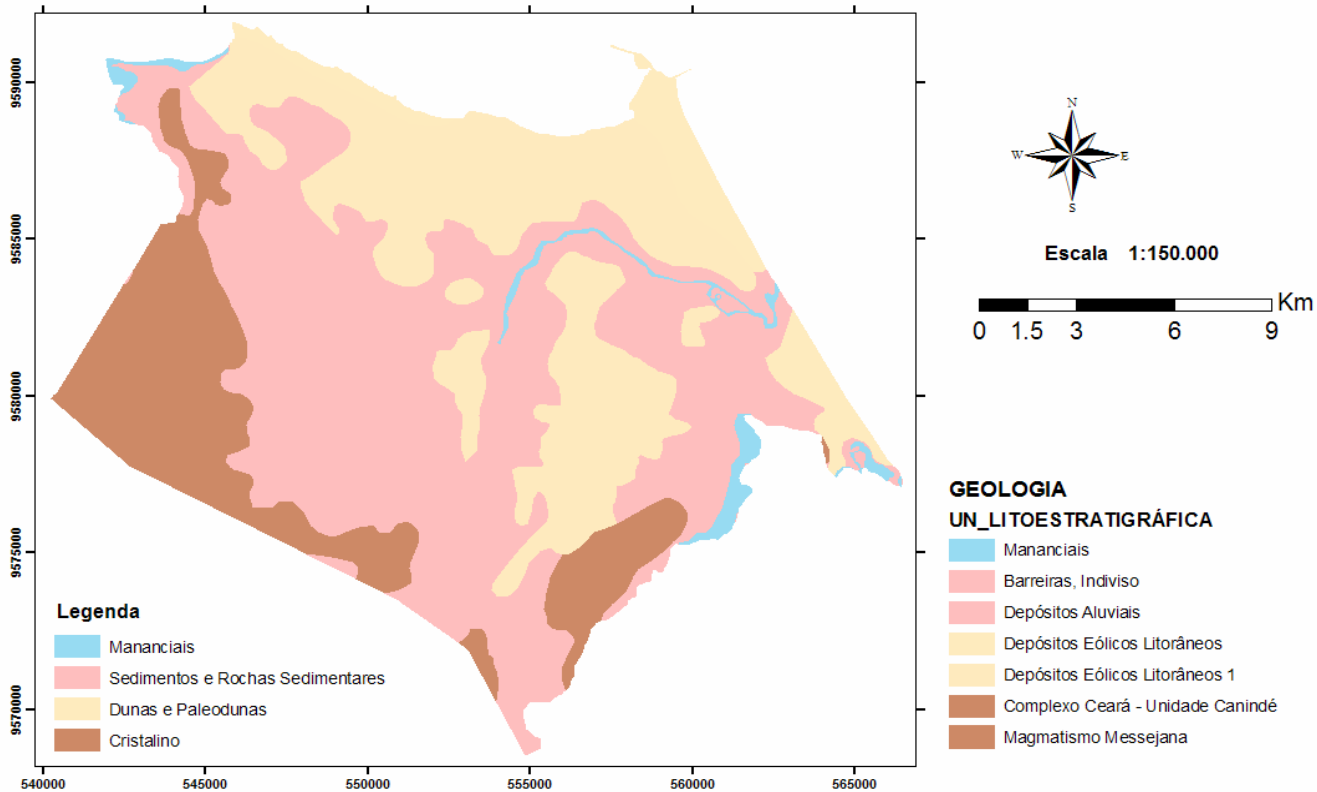 9590000
9585000
9580000
9575000
9570000
540000
545000
550000
555000
560000
565000
Legenda
Mananciais
Sedimentos e Rochas Sedimentares
Dunas e Paleodunas
Cristalino
N
W
E
S
Escala 1:150.000
Km
0 1.5 3 6 9
GEOLOGIA
UN_LITOESTRATIGRÁFICA
Mananciais
Barreiras, Indiviso
Depósitos Aluviais
Depósitos Eólicos Litorâneos
Depósitos Eólicos Litorâneos 1
Complexo Ceará - Unidade Canindé
Magmatismo Messejana